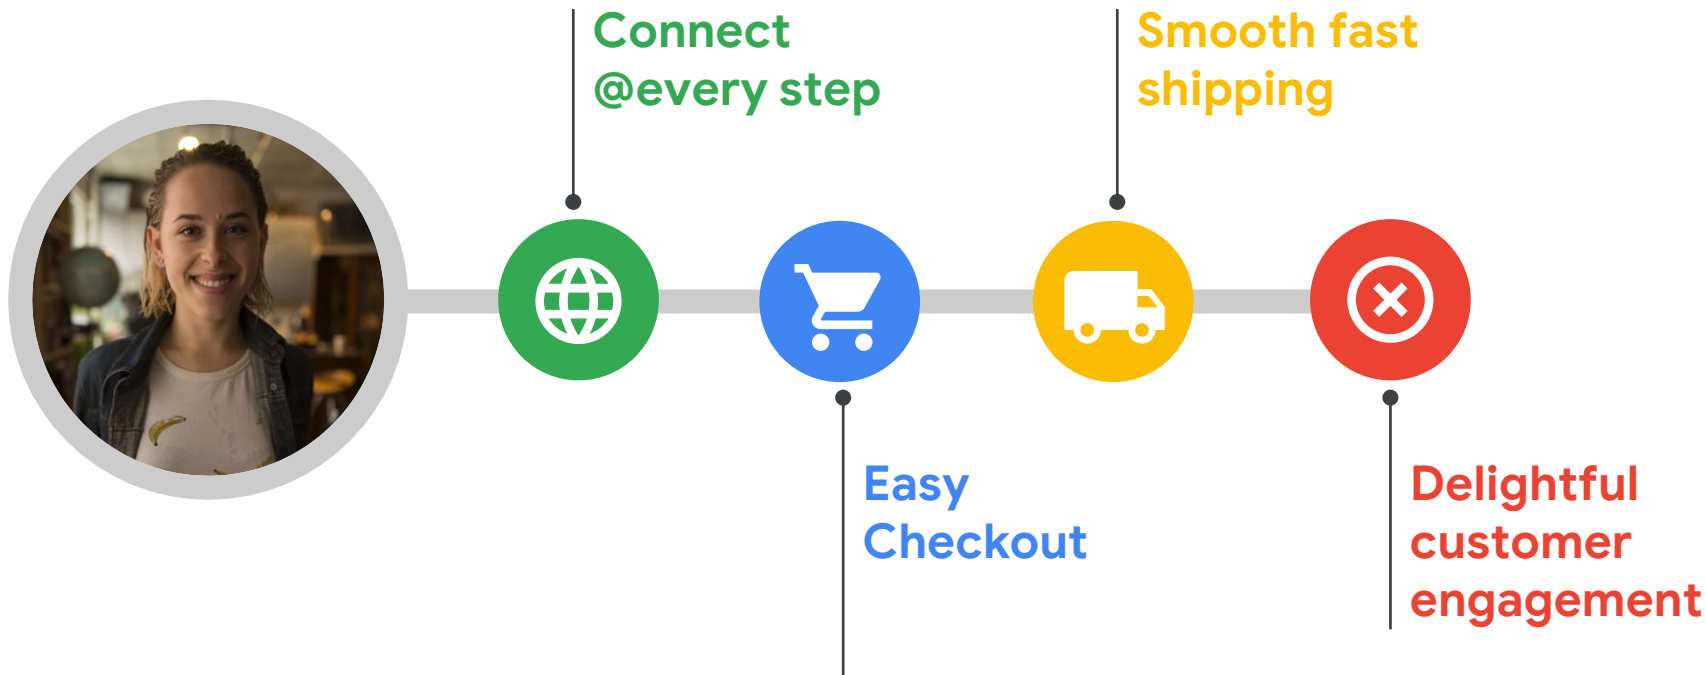 Connect
@every step
Easy
Checkout
Smooth fast
shipping
Delightful
customer
engagement